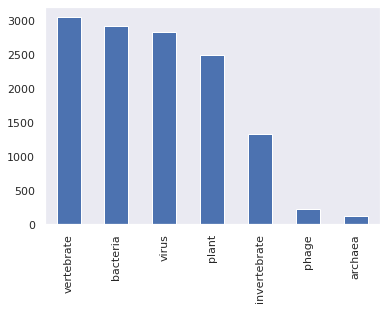 3000
2500
2000
1500
1000
500
0
vertebrate
bacteria
virus
plant
invertebrate
phage
archaea